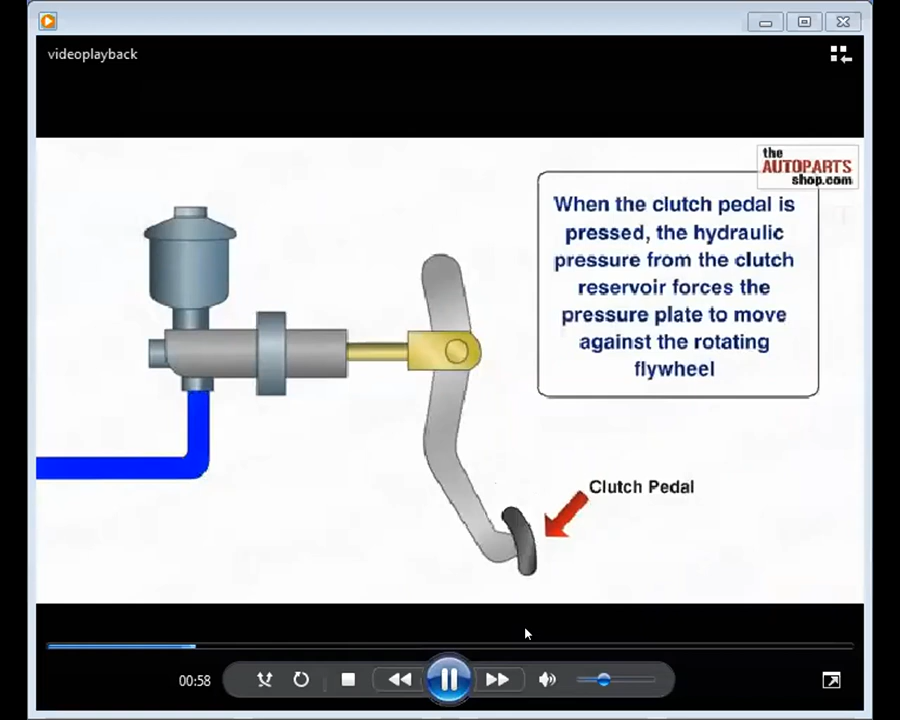 videoplayback
the
AUTOPARTS
shop.com
When the clutch pedal is
pressed, the hydraulic
pressure from the clutch
reservoir forces the
pressure plate to move
against the rotating
flywheel
Clutch Pedal
00:58